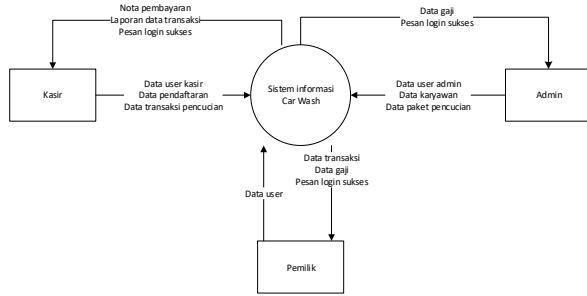 Nota pembayaran
Laporan data transaksi
Pesan login sukses
Data gaji
Pesan login sukses
Kasir
Data user kasir
Data pendaftaran
Data transaksi pencucian
Sistem informasi
Car Wash
Data user admin
Data karyawan
Data paket pencucian
Admin
Data transaksi
Data gaji
Pesan login sukses
Data user
Pemilik